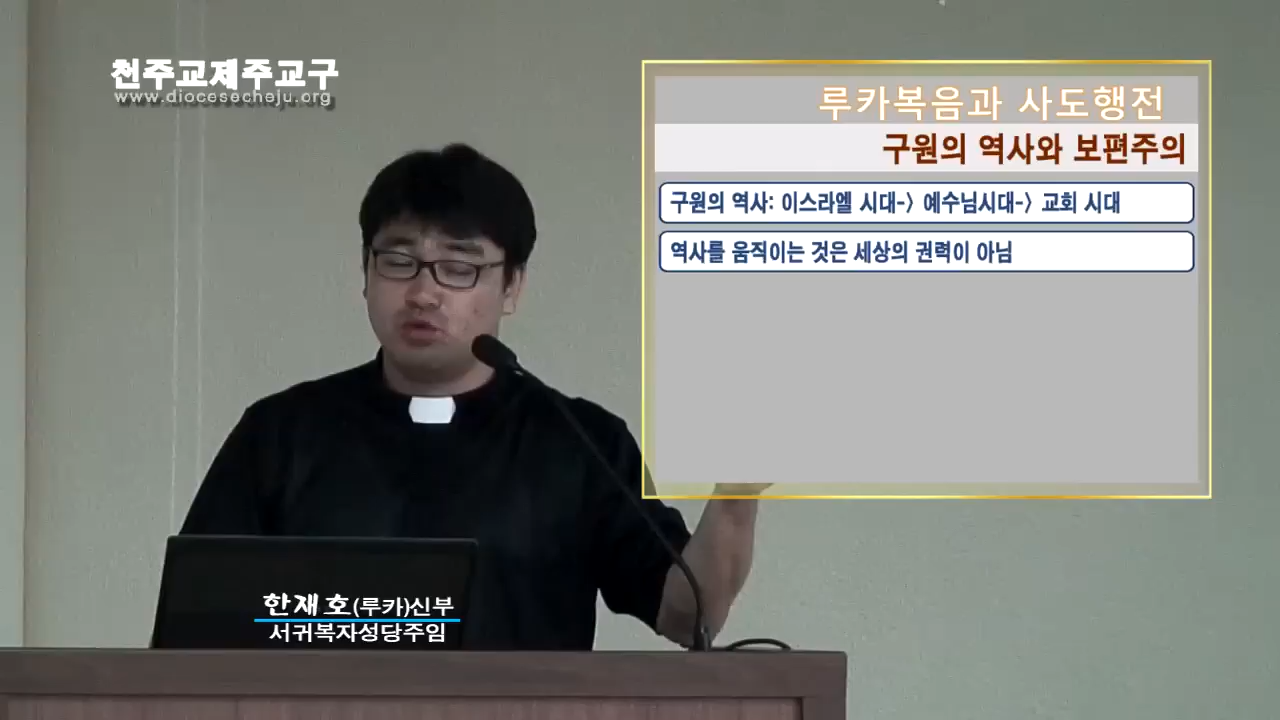 천주교제주교구
www.diocesecheju.org
루카복음과 사도행전
구원의 역사와 보편주의
구원의 역사: 이스라엘 시대-> 예수님시대-> 교회 시대
역사를 움직이는 것은 세상의 권력이 아님
한재호(루카)신부
서귀복자성당주임